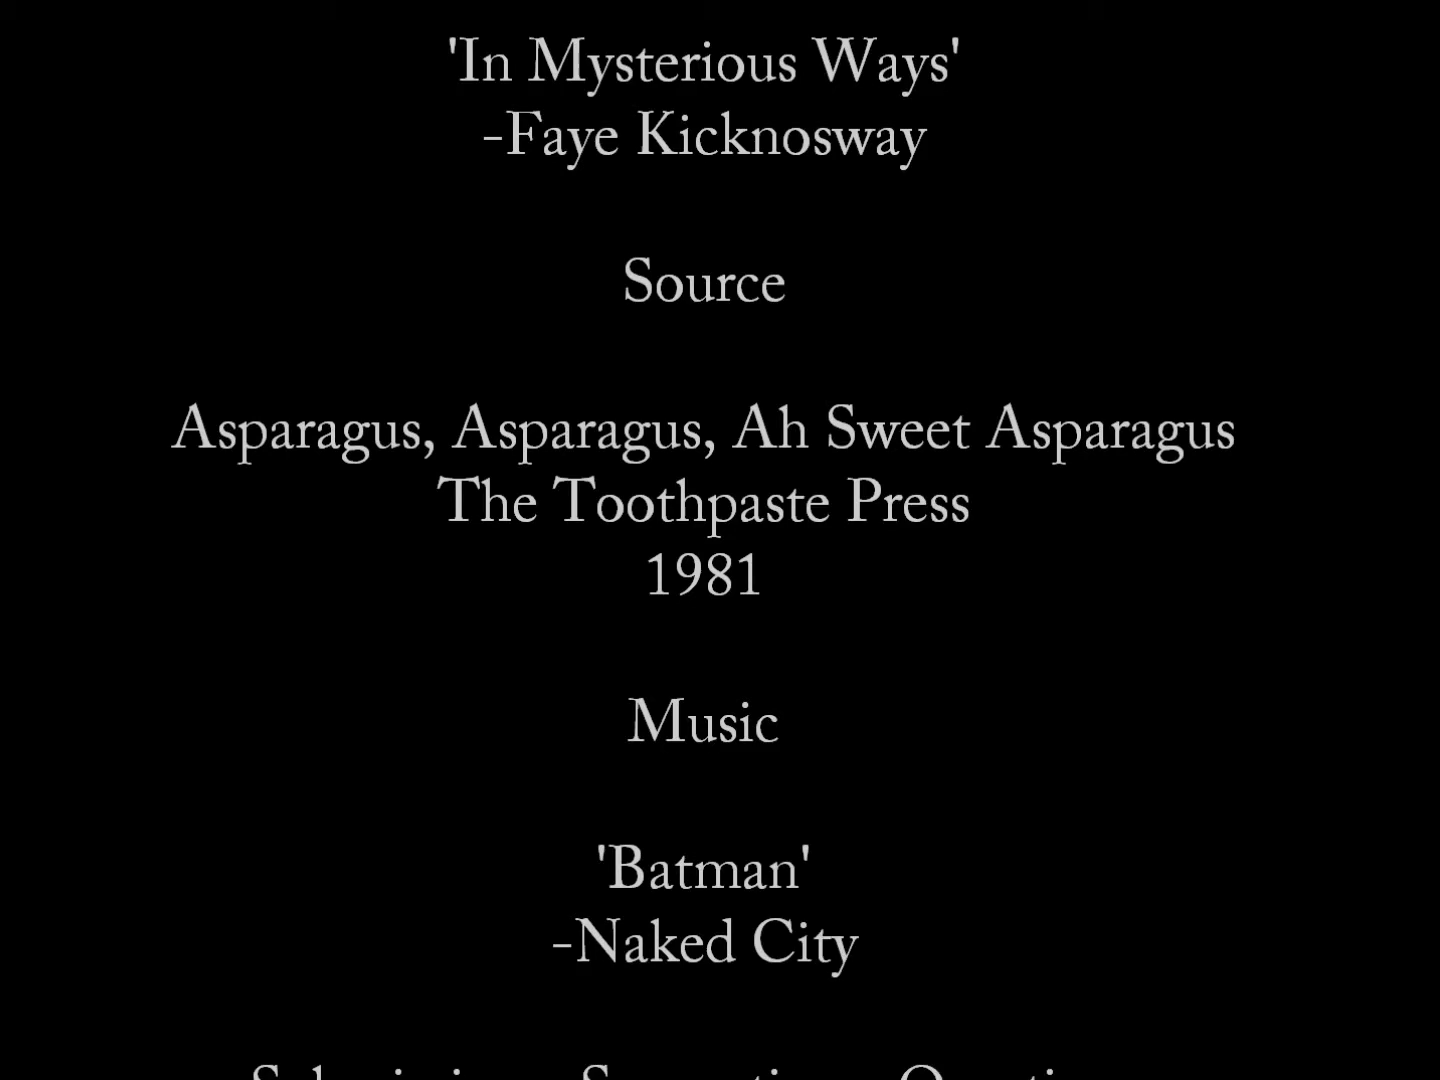 'In Mysterious Ways'
-Faye Kicknosway
Source
Asparagus, Asparagus, Ah Sweet Asparagus
The Toothpaste Press
1981
Music
'Batman'
-Naked City